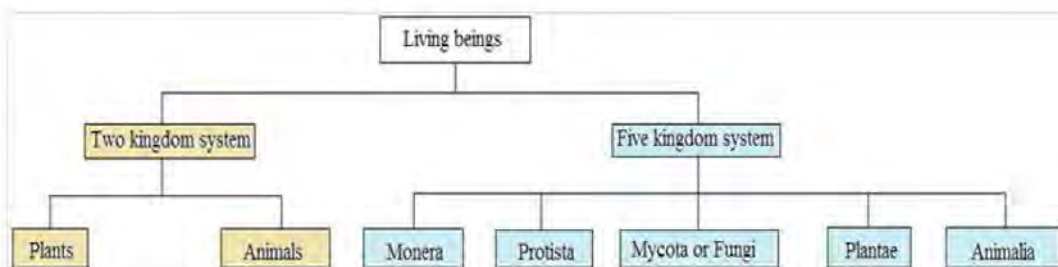 Living beings
Two kingdom system
Five kingdom system
Plants
Animals
Monera
Protista
Mycota or Fungi
Plantae
Animalia